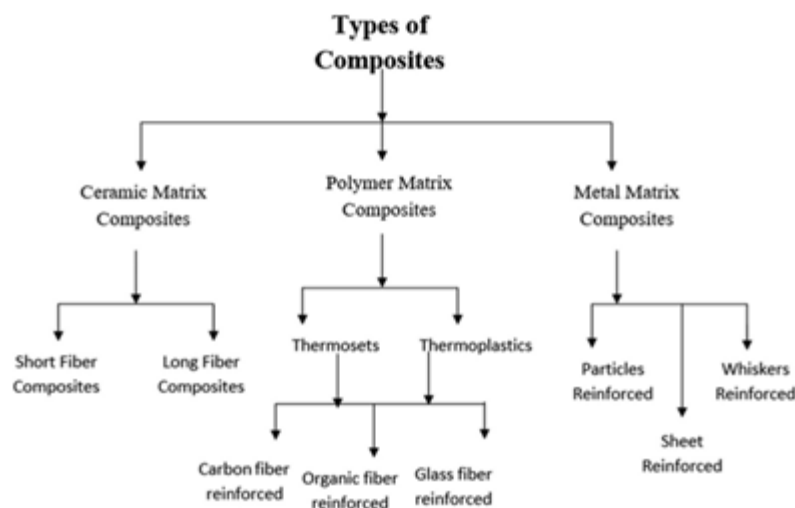 Types of
Composites
Ceramic Matrix
Composites
Polymer Matrix
Composites
Metal Matrix
Composites
Short Fiber
Composites
Long Fiber
Composites
Thermosets
Thermoplastics
Particles
Reinforced
Whiskers
Reinforced
Sheet
Reinforced
Carbon fiber
reinforced
Organic fiber
reinforced
Glass fiber
reinforced